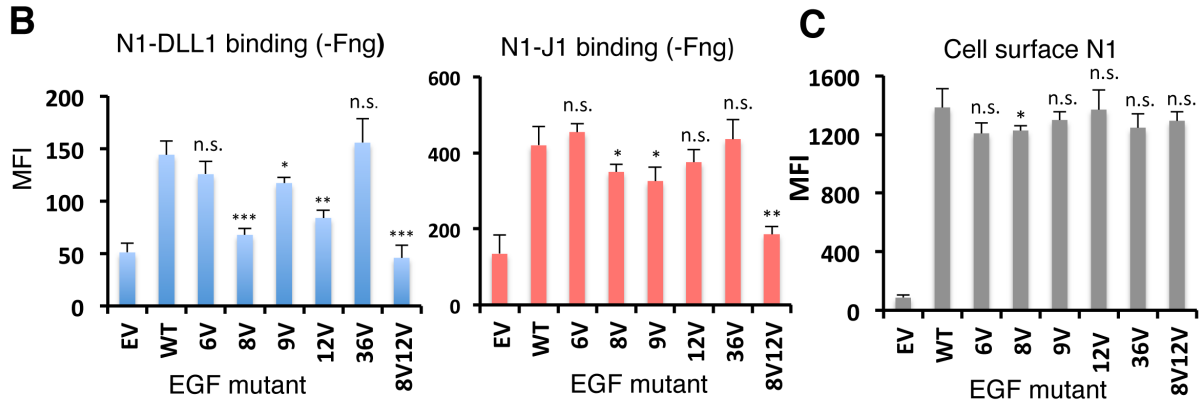 B
N1-DLL1 binding (-Fng)
MFI
200
150
100
50
0
n.s.
***
*
**
n.s.
***
EV
WT
6V
8V
9V
12V
36V
8V12V
EGF mutant
N1-J1 binding (-Fng)
600
400
200
0
n.s.
*
*
n.s.
n.s.
**
EV
WT
6V
8V
9V
12V
36V
8V12V
EGF mutant
C
Cell surface N1
MFI
1600
1200
800
400
0
n.s.
*
n.s.
n.s.
n.s.
n.s.
EV
WT
6V
8V
9V
12V
36V
8V12V
EGF mutant